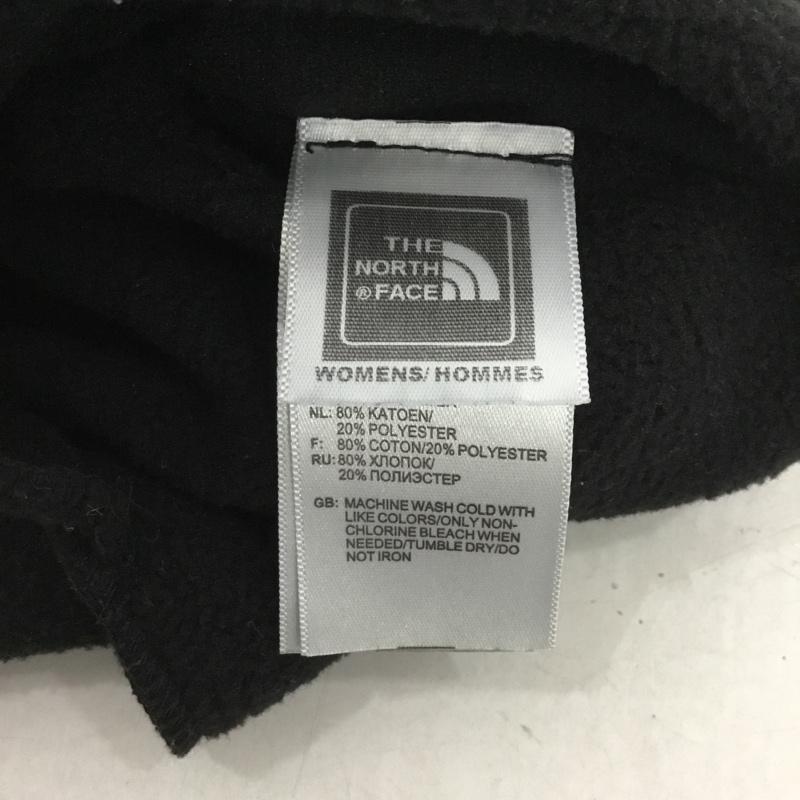 THE
NORTH
® FACE
WOMENS/ HOMMES
NL: 80% KATOEN/
20% POLYESTER
F: 80% COTON/20% POLYESTER
RU: 80% ХЛОПОК/
20% ПОЛИЭСТЕР
GB: MACHINE WASH COLD WITH
LIKE COLORS/ONLY NON-
CHLORINE BLEACH WHEN
NEEDED/TUMBLE DRY/DO
NOT IRON